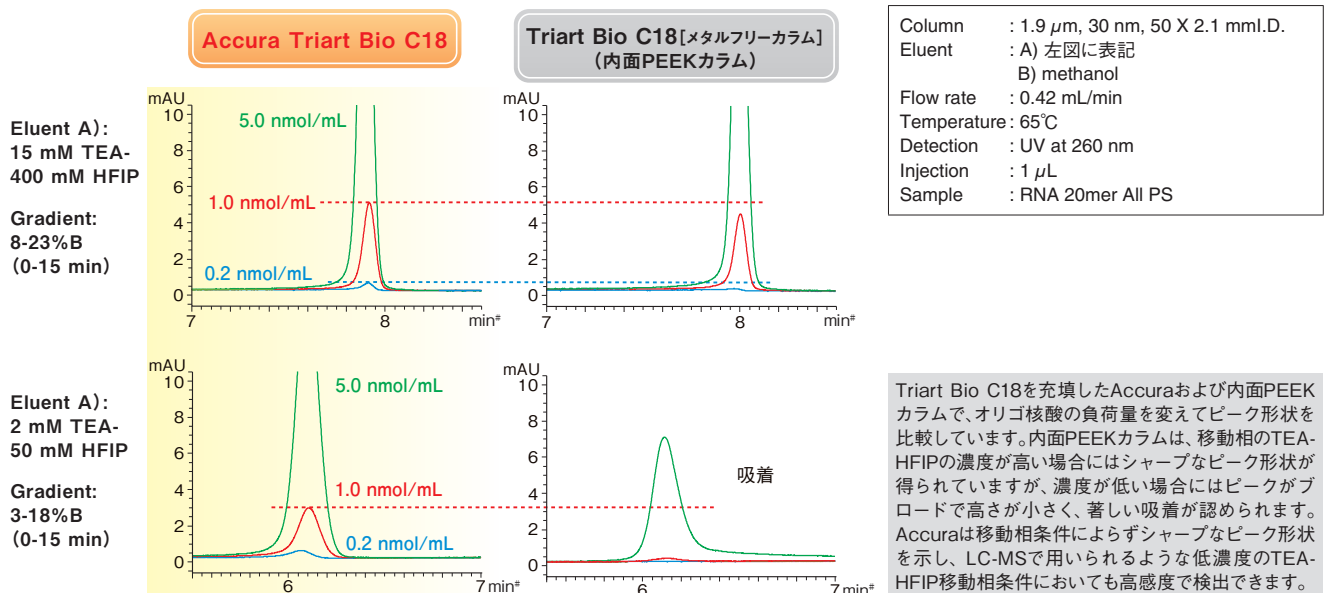 Accura Triart Bio C18
Triart Bio C18[メタルフリーカラム]
（内面PEEKカラム）
Column : 1.9 µm, 30 nm, 50 X 2.1 mmI.D.
Eluent : A) 左図に表記
B) methanol
Flow rate : 0.42 mL/min
Temperature : 65℃
Detection : UV at 260 nm
Injection : 1 µL
Sample : RNA 20mer All PS
Eluent A）:
15 mM TEA-
400 mM HFIP
Gradient:
8-23%B
（0-15 min）
mAU
10
8
6
4
2
0
7
8
min#
5.0 nmol/mL
1.0 nmol/mL
0.2 nmol/mL
mAU
10
8
6
4
2
0
7
8
min#
Eluent A）:
2 mM TEA-
50 mM HFIP
Gradient:
3-18%B
（0-15 min）
mAU
10
8
6
4
2
0
6
7 min#
5.0 nmol/mL
1.0 nmol/mL
0.2 nmol/mL
mAU
10
8
6
4
2
0
6
7 min#
吸着
Triart Bio C18を充填したAccuraおよび内面PEEK
カラムで、オリゴ核酸の負荷量を変えてピーク形状を
比較しています。内面PEEKカラムは、移動相のTEA-
HFIPの濃度が高い場合にはシャープなピーク形状が
得られていますが、濃度が低い場合にはピークがブ
ロードで高さが小さく、著しい吸着が認められます。
Accuraは移動相条件によらずシャープなピーク形状
を示し、LC-MSで用いられるような低濃度のTEA-
HFIP移動相条件においても高感度で検出できます。